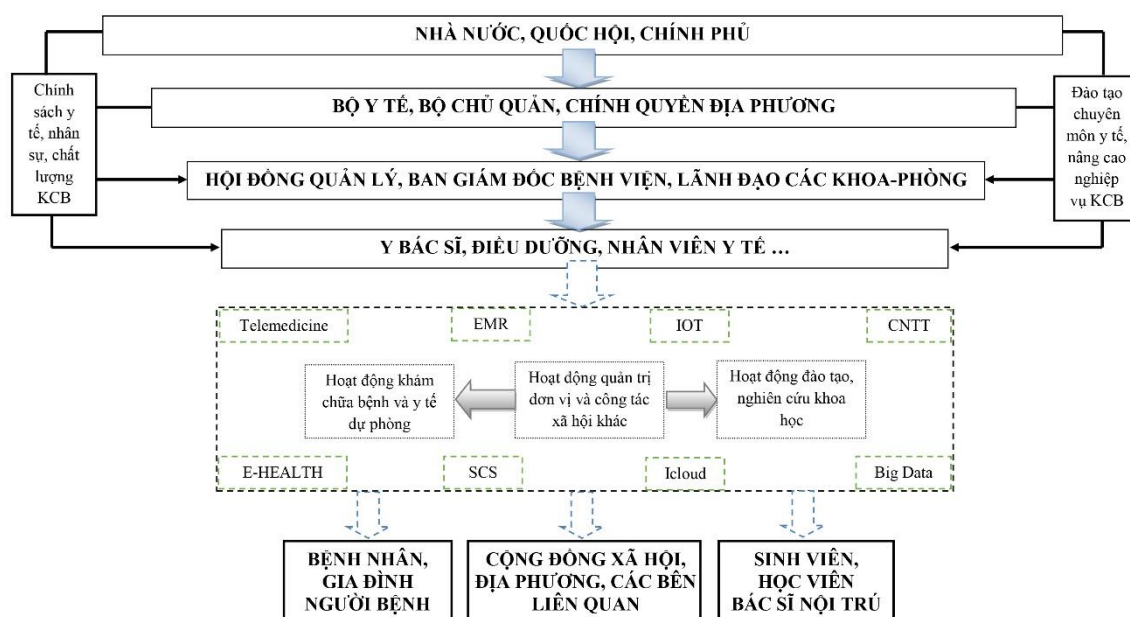 NHÀ NƯỚC, QUỐC HỘI, CHÍNH PHỦ
Chính
sách y
tế, nhân
sự, chất
lượng
KCB
Đào tạo
chuyên
môn y tế,
nâng cao
nghiệp
vụ KCB
BỘ Y TẾ, BỘ CHỦ QUẢN, CHÍNH QUYỀN ĐỊA PHƯƠNG
HỘI ĐỒNG QUẢN LÝ, BAN GIÁM ĐỐC BỆNH VIỆN, LÃNH ĐẠO CÁC KHOA-PHÒNG
Y BÁC SĨ, ĐIỀU DƯỠNG, NHÂN VIÊN Y TẾ ...
Telemedicine
EMR
IOT
CNTT
Hoạt động khám
chữa bệnh và y tế
dự phòng
Hoạt dộng quản trị
dơn vị và công tác
xã hội khác
Hoạt động đào tạo,
nghiên cứu khoa
học
E-HEALTH
SCS
Icloud
Big Data
BỆNH NHÂN,
GIA ĐÌNH
NGƯỜI BỆNH
CỘNG ĐỒNG XÃ HỘI,
ĐỊA PHƯƠNG, CÁC BÊN
LIÊN QUAN
SINH VIÊN,
HỌC VIÊN
BÁC SĨ NỘI TRÚ